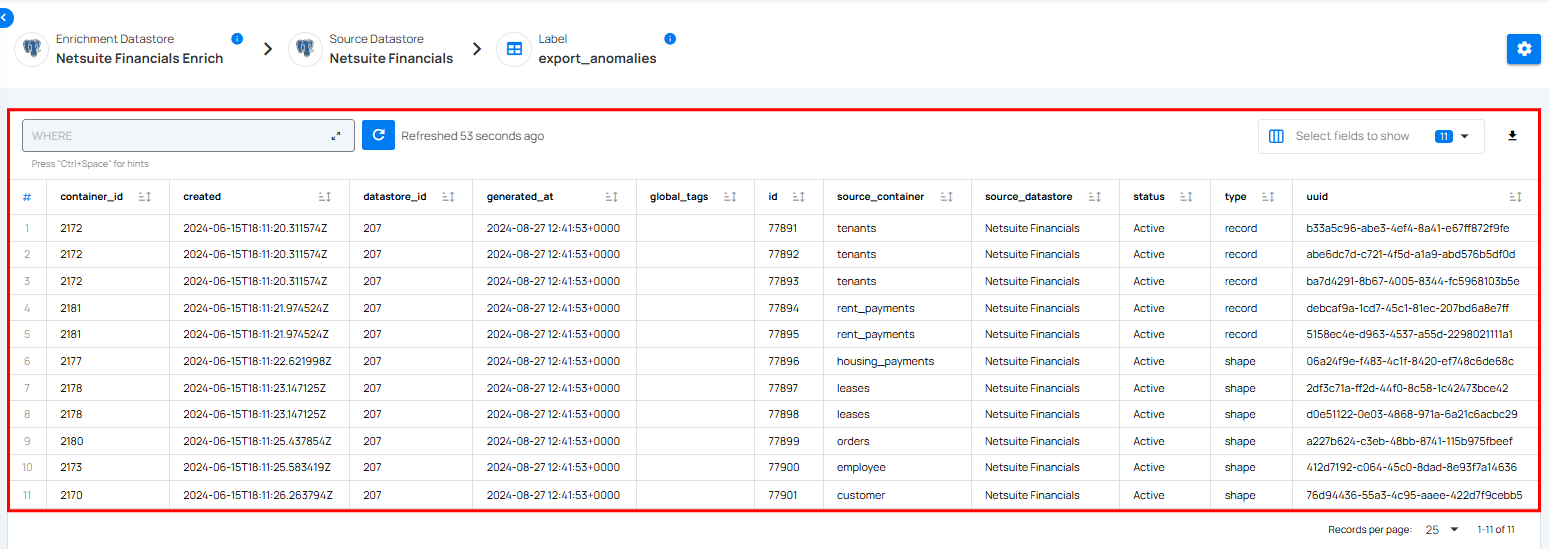 Enrichment Datastore
Netsuite Financials Enrich
Source Datastore
Netsuite Financials
Label
export_anomalies
WHERE
Refreshed 53 seconds ago
Select fields to show 11
Press "Ctrl+Space" for hints
# container_id created datastore_id generated_at global_tags id source_container source_datastore status type uuid
1 2172 2024-06-15T18:11:20.311574Z 207 2024-08-27 12:41:53+0000 77891 tenants Netsuite Financials Active record b33a5c96-abe3-4ef4-8a41-e67ff872f9fe
2 2172 2024-06-15T18:11:20.311574Z 207 2024-08-27 12:41:53+0000 77892 tenants Netsuite Financials Active record abe6dc7d-c721-4f5d-a1a9-abd576b5df0d
3 2172 2024-06-15T18:11:20.311574Z 207 2024-08-27 12:41:53+0000 77893 tenants Netsuite Financials Active record ba7d4291-8b67-4005-8344-fc5968103b5e
4 2181 2024-06-15T18:11:21.974524Z 207 2024-08-27 12:41:53+0000 77894 rent_payments Netsuite Financials Active record debcaf9a-1cd7-45c1-81ec-207bd6a8e7ff
5 2181 2024-06-15T18:11:21.974524Z 207 2024-08-27 12:41:53+0000 77895 rent_payments Netsuite Financials Active record 5158ec4e-d963-4537-a55d-2298021111a1
6 2177 2024-06-15T18:11:22.621998Z 207 2024-08-27 12:41:53+0000 77896 housing_payments Netsuite Financials Active shape 06a24f9e-f483-4c1f-8420-ef748c6de68c
7 2178 2024-06-15T18:11:23.147125Z 207 2024-08-27 12:41:53+0000 77897 leases Netsuite Financials Active shape 2df3c71a-ff2d-44f0-8c58-1c42473bce42
8 2178 2024-06-15T18:11:23.147125Z 207 2024-08-27 12:41:53+0000 77898 leases Netsuite Financials Active shape d0e51122-0e03-4868-971a-6a21c6acbc29
9 2180 2024-06-15T18:11:25.437854Z 207 2024-08-27 12:41:53+0000 77899 orders Netsuite Financials Active shape a227b624-c3eb-48bb-8741-115b975fbeef
10 2173 2024-06-15T18:11:25.583419Z 207 2024-08-27 12:41:53+0000 77900 employee Netsuite Financials Active shape 412d7192-c064-45c0-8dad-8e93f7a14636
11 2170 2024-06-15T18:11:26.263794Z 207 2024-08-27 12:41:53+0000 77901 customer Netsuite Financials Active shape 76d94436-55a3-4c95-aaee-422d7f9cebb5
Records per page: 25 1-11 of 11